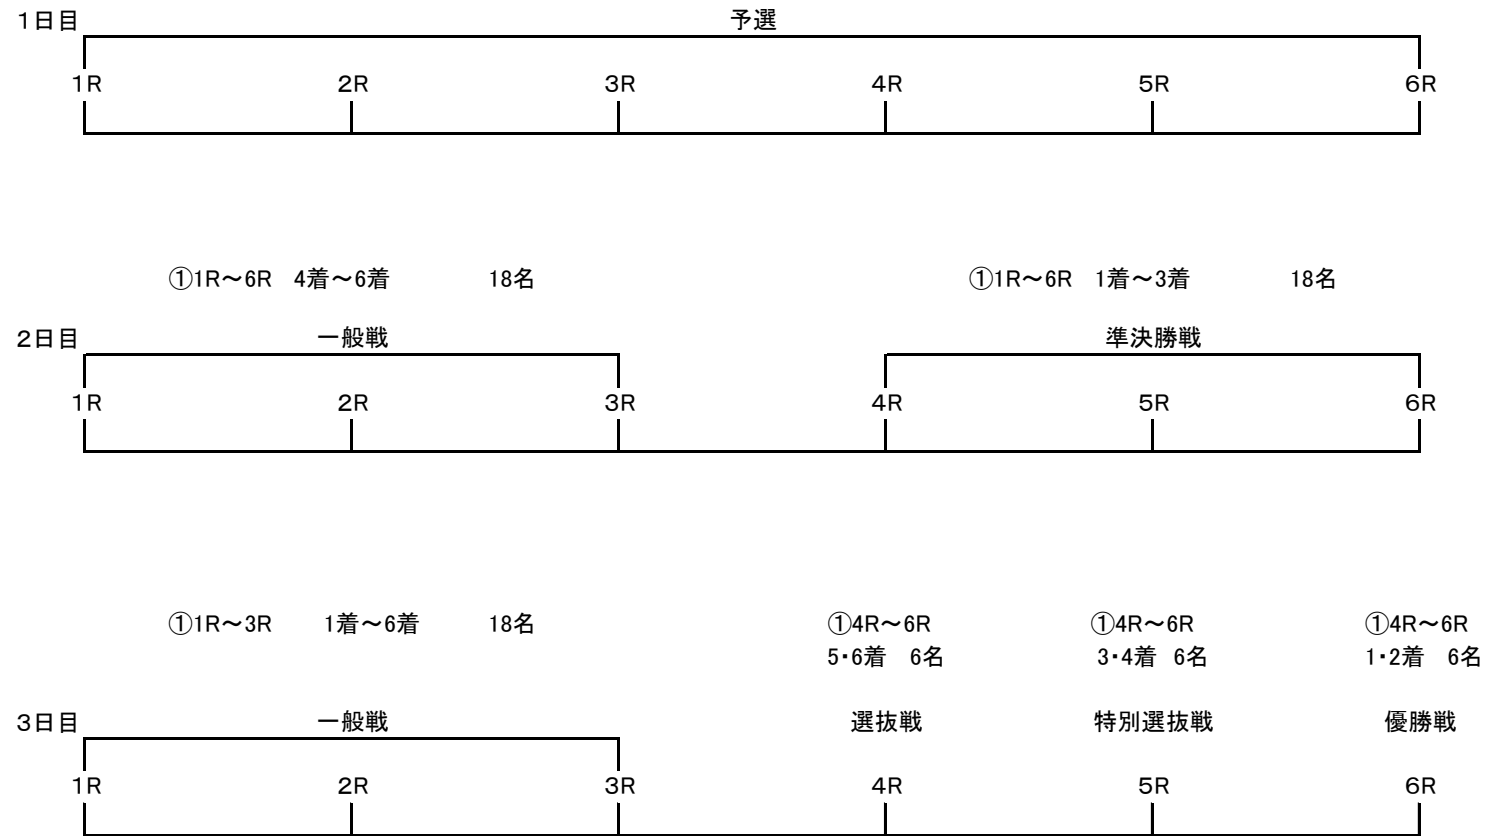 1日目
予選
1R 2R 3R 4R 5R 6R
①1R～6R 4着～6着 18名 ①1R～6R 1着～3着 18名
2日目 一般戦 準決勝戦
1R 2R 3R 4R 5R 6R
①1R～3R 1着～6着 18名 ①4R～6R ①4R～6R ①4R～6R
5・6着 6名 3・4着 6名 1・2着 6名
3日目 一般戦 選抜戦 特別選抜戦 優勝戦
1R 2R 3R 4R 5R 6R